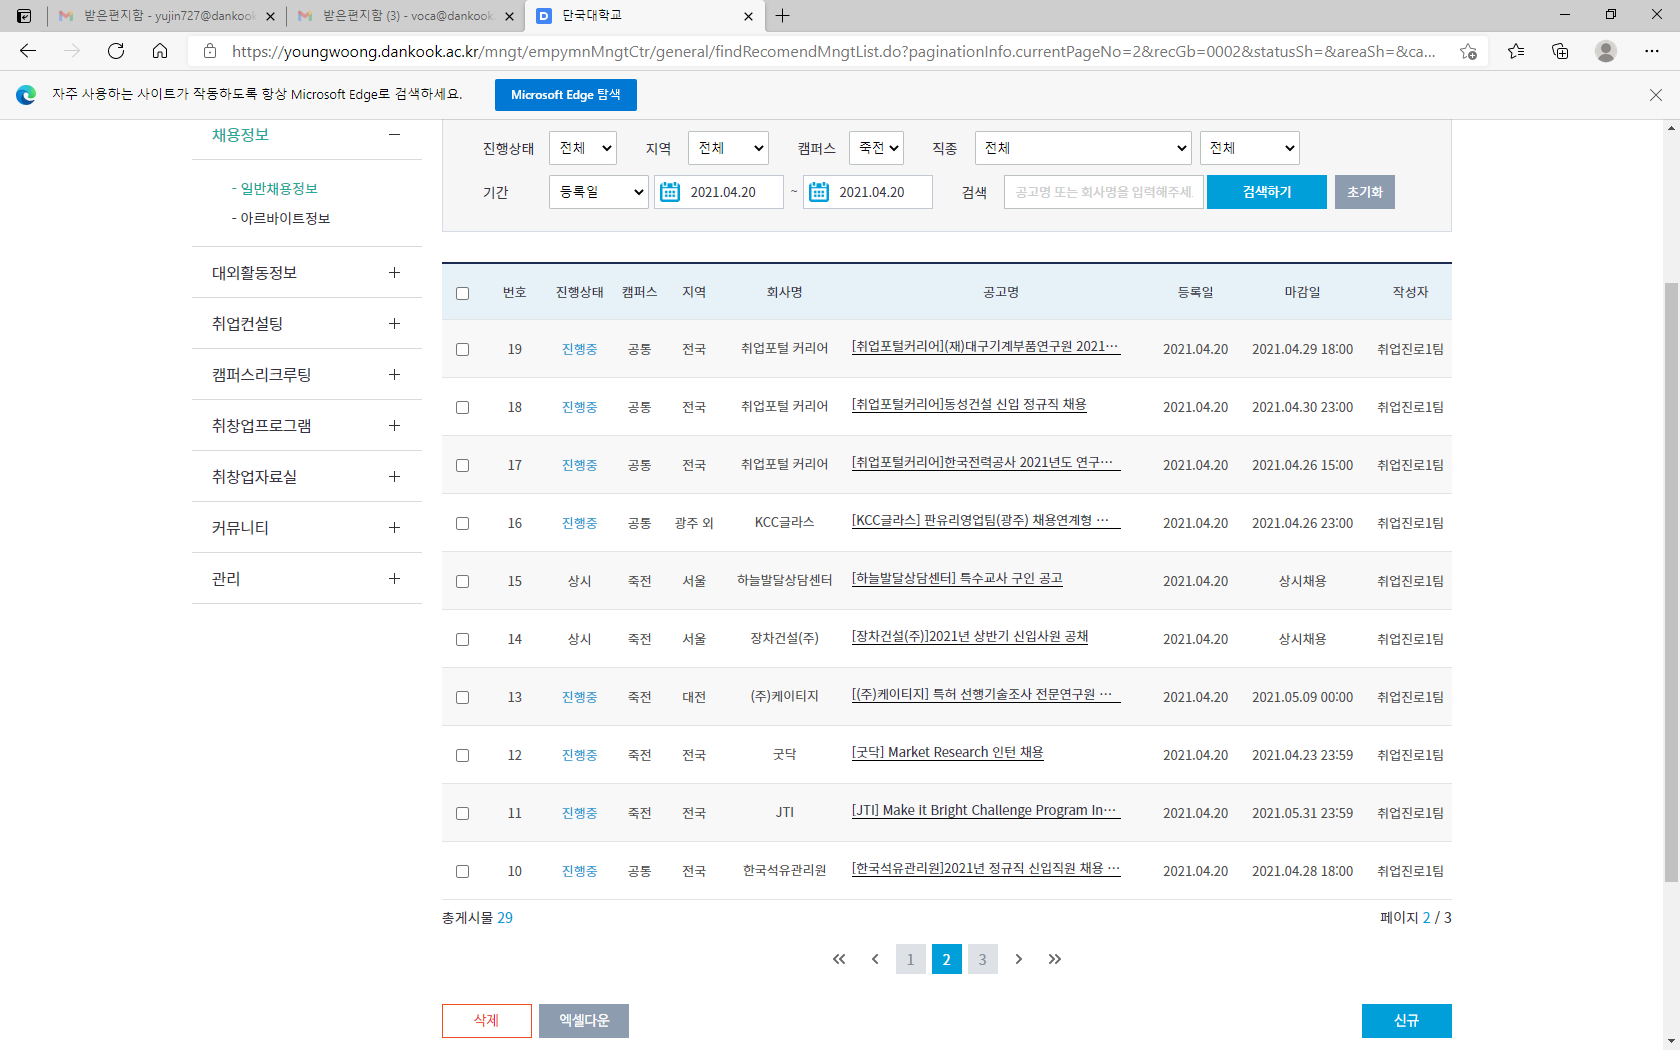 받은편지함 - yujin727@dankook
받은편지함 (3) - voca@dankook.
단국대학교
https://youngwoong.dankook.ac.kr/mngt/empymnMngtCtr/general/findRecomendMngtList.do?paginationInfo.currentPageNo=2&recGb=0002&statusSh=&areaSh=&ca...
자주 사용하는 사이트가 작동하도록 항상 Microsoft Edge로 검색하세요.
Microsoft Edge 탐색
채용정보
- 일반채용정보
- 아르바이트정보
대외활동정보
취업컨설팅
캠퍼스리크루팅
취창업프로그램
취창업자료실
커뮤니티
관리
진행상태 전체 지역 전체 캠퍼스 죽전 직종 전체 전체
기간 등록일 2021.04.20 ~ 2021.04.20 검색 공고명 또는 회사명을 입력해주세. 검색하기 초기화
번호 진행상태 캠퍼스 지역 회사명 공고명 등록일 마감일 작성자
19 진행중 공통 전국 취업포털 커리어 [취업포털커리어](재)대구기계부품연구원 2021… 2021.04.20 2021.04.29 18:00 취업진로1팀
18 진행중 공통 전국 취업포털 커리어 [취업포털커리어]동성건설 신입 정규직 채용 2021.04.20 2021.04.30 23:00 취업진로1팀
17 진행중 공통 전국 취업포털 커리어 [취업포털커리어]한국전력공사 2021년도 연구… 2021.04.20 2021.04.26 15:00 취업진로1팀
16 진행중 공통 광주 외 KCC글라스 [KCC글라스] 판유리영업팀(광주) 채용연계형 … 2021.04.20 2021.04.26 23:00 취업진로1팀
15 상시 죽전 서울 하늘발달상담센터 [하늘발달상담센터] 특수교사 구인 공고 2021.04.20 상시채용 취업진로1팀
14 상시 죽전 서울 장차건설(주) [장차건설(주)]2021년 상반기 신입사원 공채 2021.04.20 상시채용 취업진로1팀
13 진행중 죽전 대전 (주)케이티지 [(주)케이티지] 특허 선행기술조사 전문연구원 … 2021.04.20 2021.05.09 00:00 취업진로1팀
12 진행중 죽전 전국 굿닥 [굿닥] Market Research 인턴 채용 2021.04.20 2021.04.23 23:59 취업진로1팀
11 진행중 죽전 전국 JTI [JTI] Make it Bright Challenge Program In… 2021.04.20 2021.05.31 23:59 취업진로1팀
10 진행중 공통 전국 한국석유관리원 [한국석유관리원]2021년 정규직 신입직원 채용 … 2021.04.20 2021.04.28 18:00 취업진로1팀
총게시물 29
페이지 2 / 3
1 2 3
삭제 엑셀다운 신규